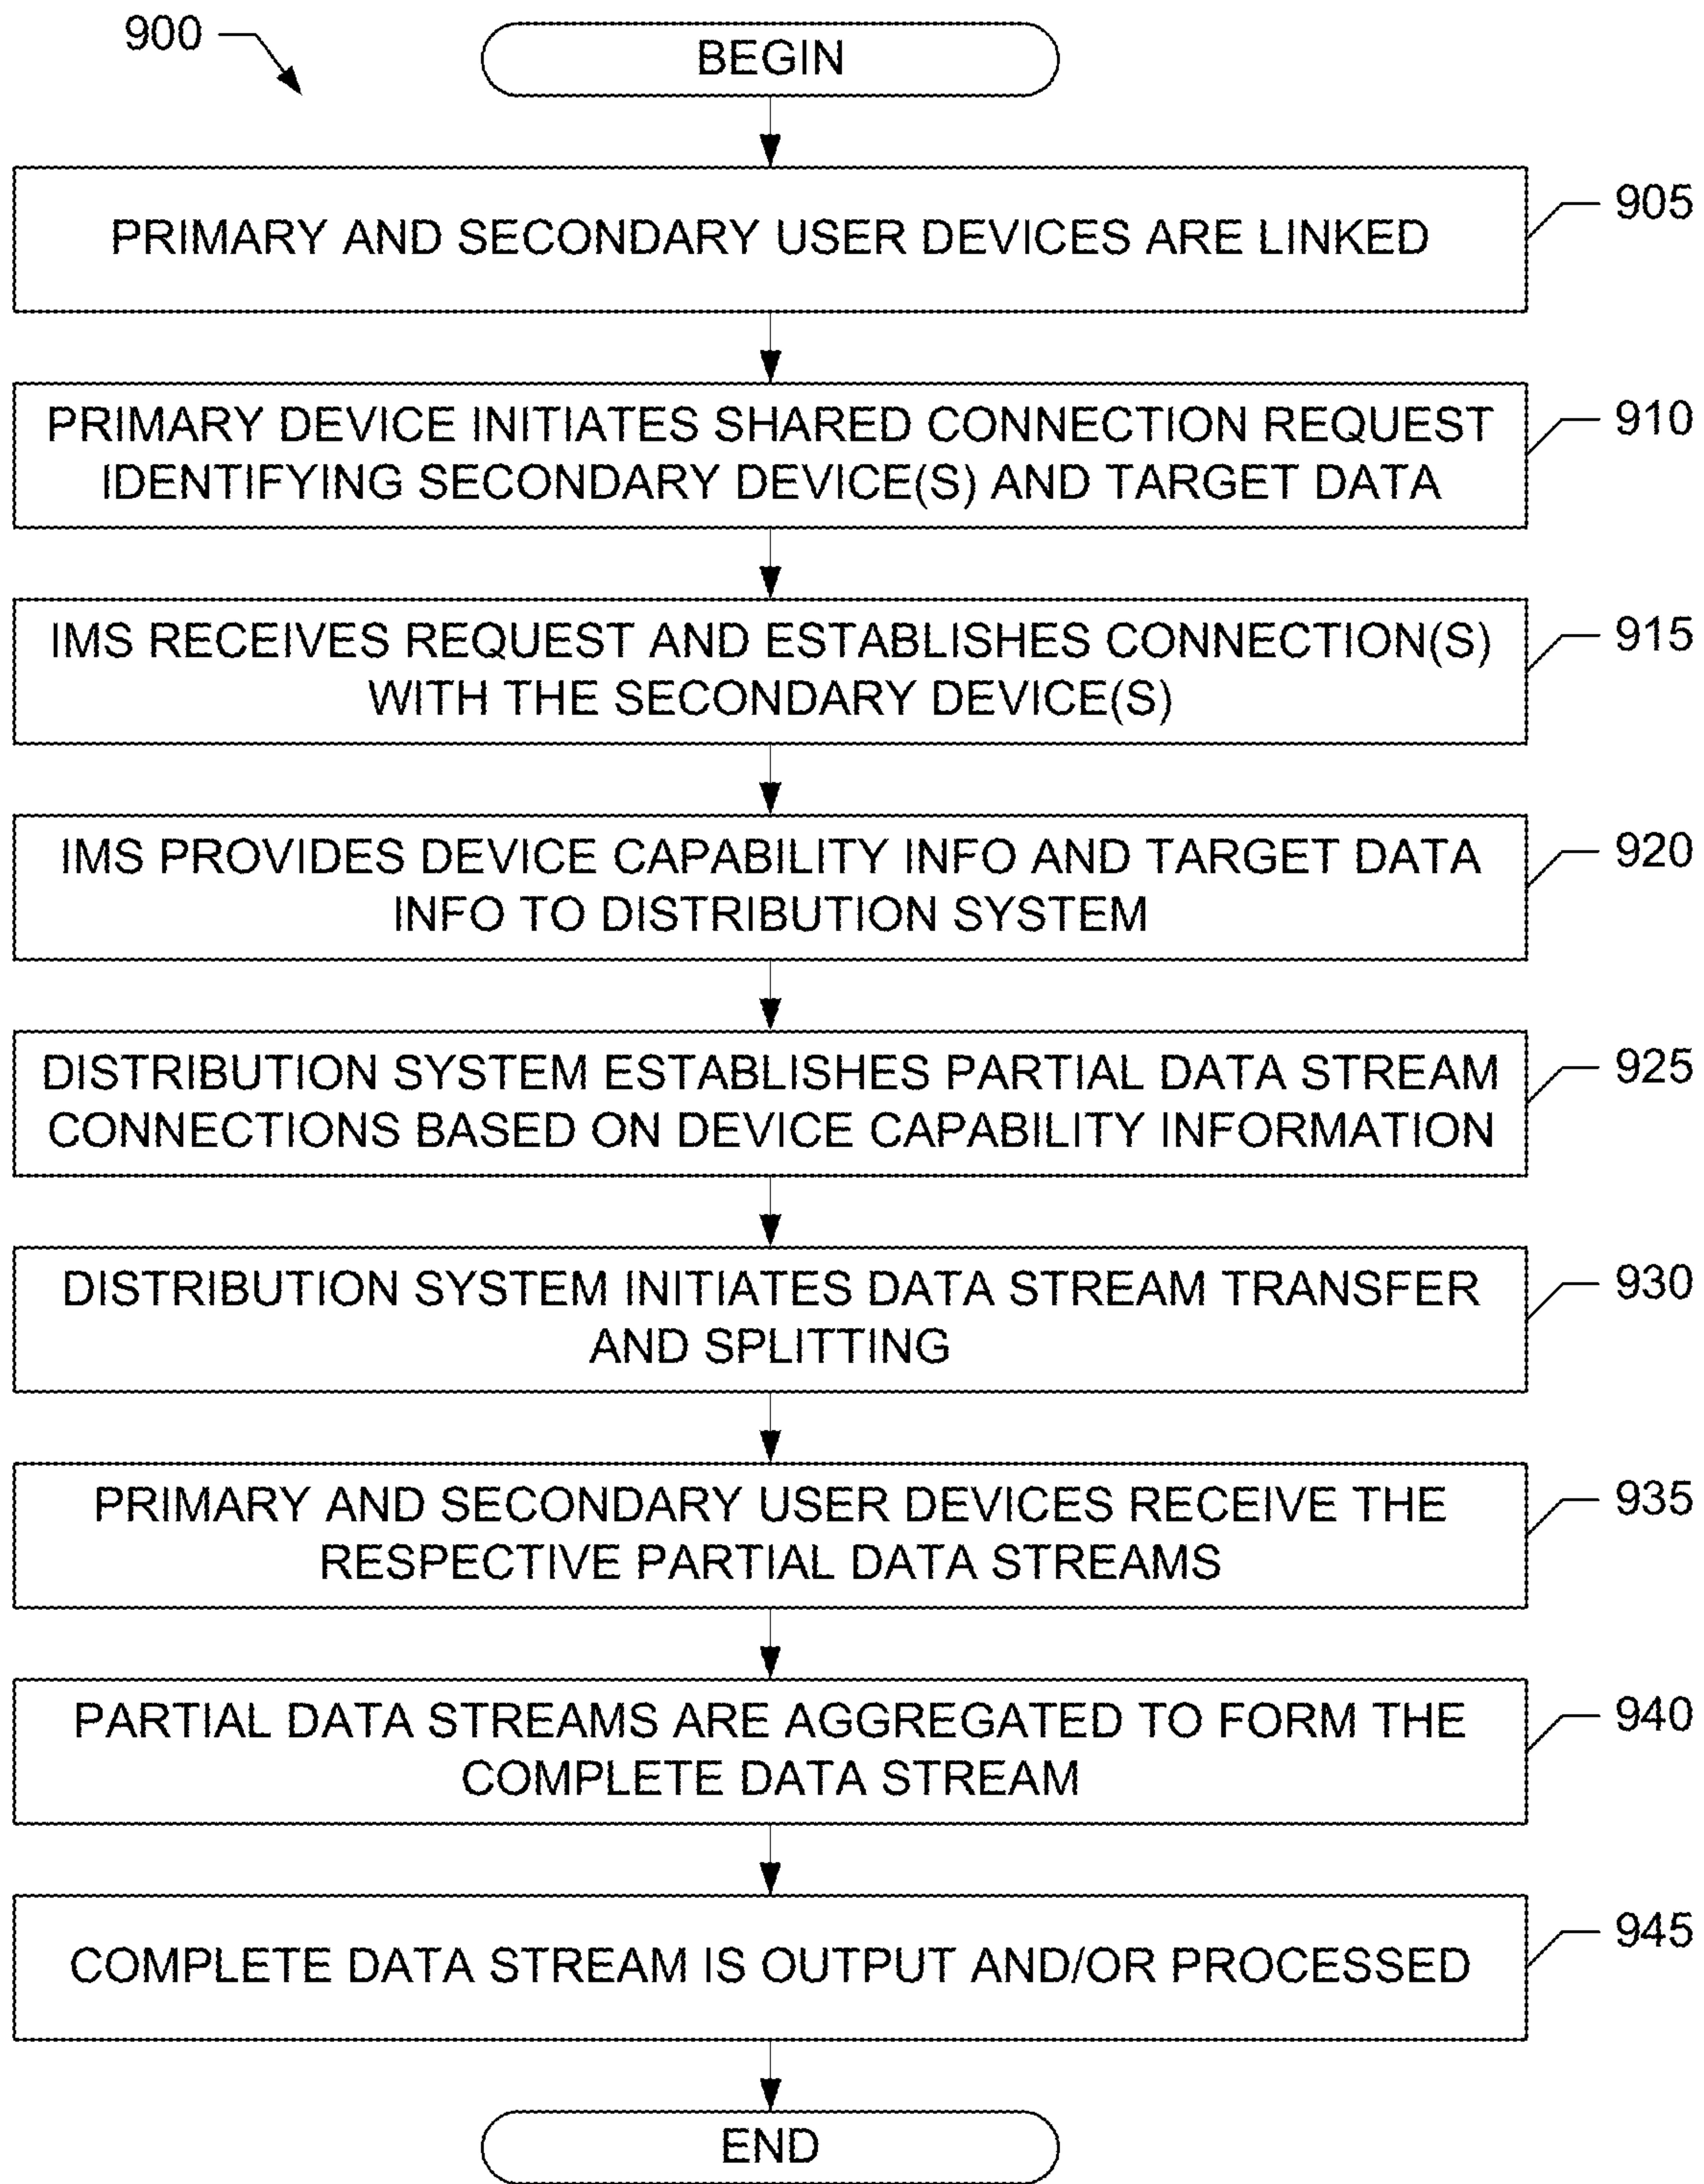 900
BEGIN
PRIMARY AND SECONDARY USER DEVICES ARE LINKED
905
PRIMARY DEVICE INITIATES SHARED CONNECTION REQUEST
IDENTIFYING SECONDARY DEVICE(S) AND TARGET DATA
910
IMS RECEIVES REQUEST AND ESTABLISHES CONNECTION(S)
WITH THE SECONDARY DEVICE(S)
915
IMS PROVIDES DEVICE CAPABILITY INFO AND TARGET DATA
INFO TO DISTRIBUTION SYSTEM
920
DISTRIBUTION SYSTEM ESTABLISHES PARTIAL DATA STREAM
CONNECTIONS BASED ON DEVICE CAPABILITY INFORMATION
925
DISTRIBUTION SYSTEM INITIATES DATA STREAM TRANSFER
AND SPLITTING
930
PRIMARY AND SECONDARY USER DEVICES RECEIVE THE
RESPECTIVE PARTIAL DATA STREAMS
935
PARTIAL DATA STREAMS ARE AGGREGATED TO FORM THE
COMPLETE DATA STREAM
940
COMPLETE DATA STREAM IS OUTPUT AND/OR PROCESSED
945
END